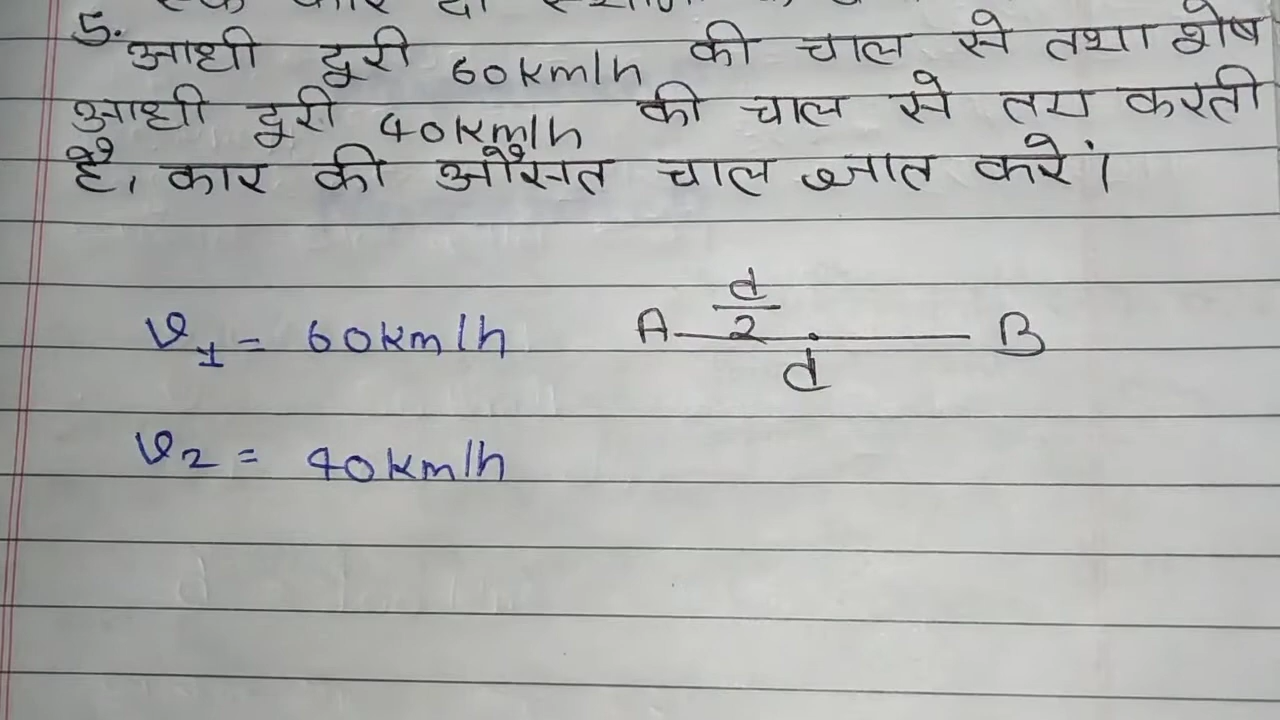 5.
आधी दूरी 60km/h की चाल से तथा शेष
आधी दूरी 40km/h की चाल से तय करती
है, कार की औसत चाल ज्ञात करें।
v1 = 60km/h
A d/2 B
d
v2 = 40km/h